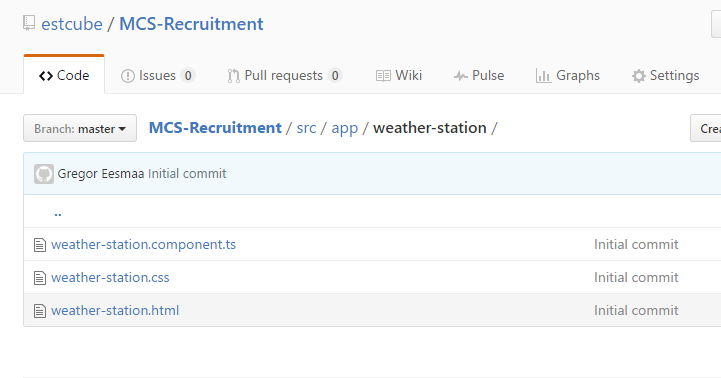 estcube / MCS-Recruitment
Code Issues 0 Pull requests 0 Wiki Pulse Graphs Settings
Branch: master MCS-Recruitment / src / app / weather-station /
Gregor Eesmaa Initial commit
..
weather-station.component.ts Initial commit
weather-station.css Initial commit
weather-station.html Initial commit